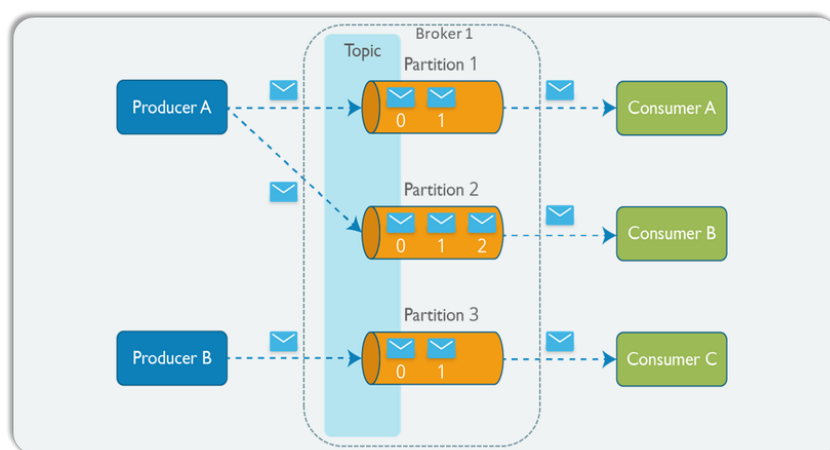 Broker 1
Topic
Partition 1
Producer A
0 1
Consumer A
Partition 2
0 1 2
Consumer B
Partition 3
Producer B
0 1
Consumer C